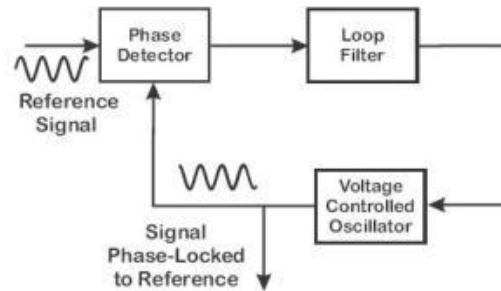 Phase
Detector
Loop
Filter
Reference
Signal
Voltage
Controlled
Oscillator
Signal
Phase-Locked
to Reference